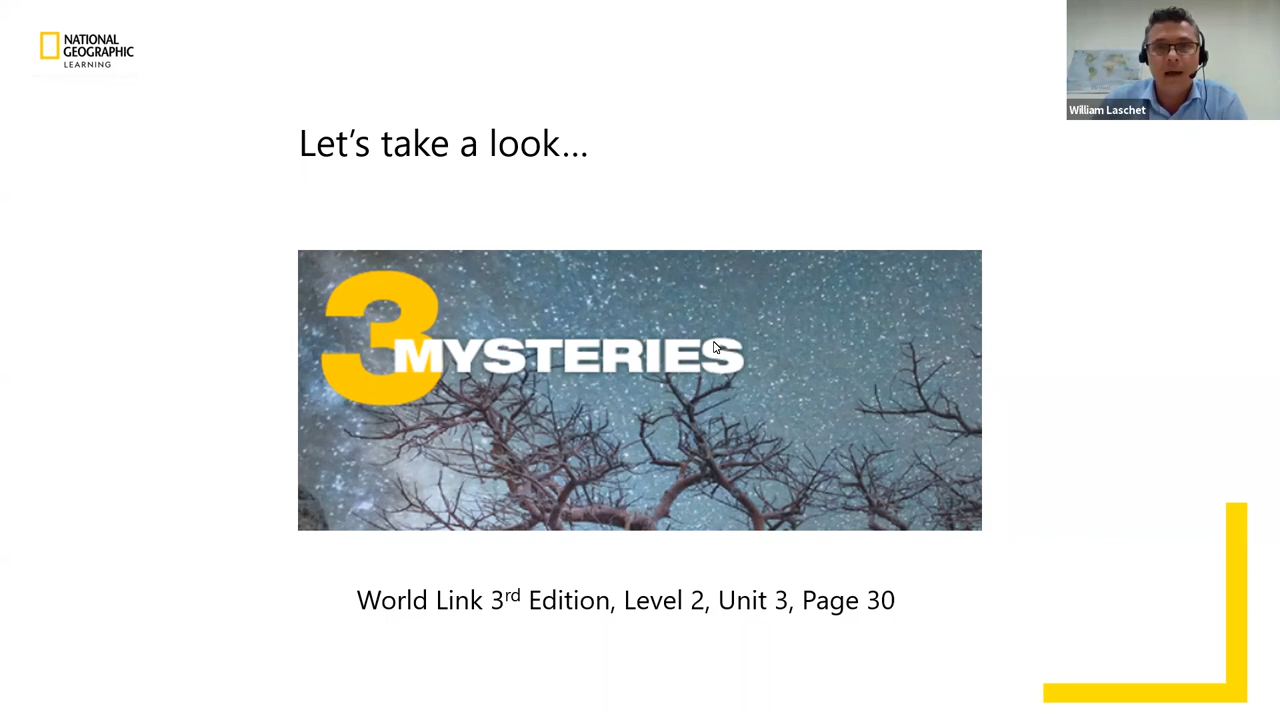 NATIONAL
GEOGRAPHIC
LEARNING
William Laschet
Let's take a look...
3 MYSTERIES
World Link 3rd Edition, Level 2, Unit 3, Page 30